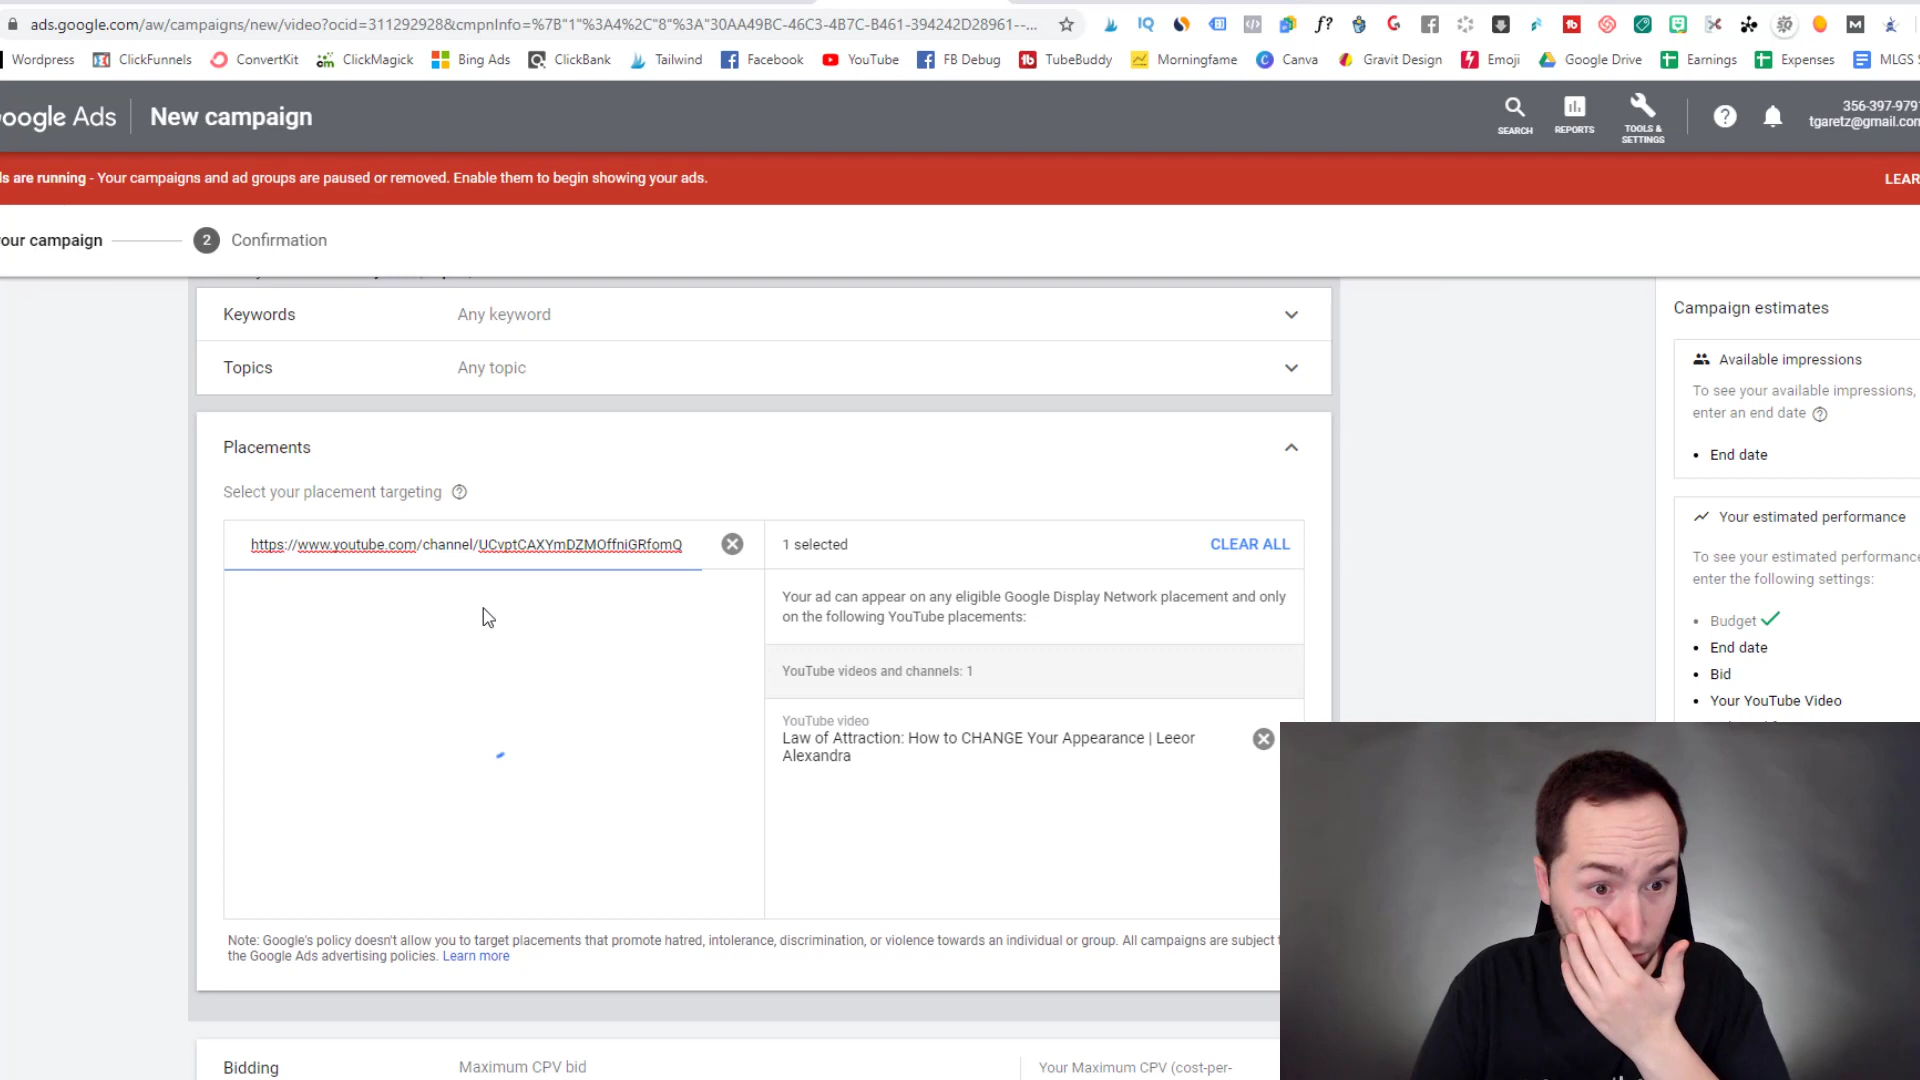 ads.google.com/aw/campaigns/new/video?ocid=311292928&cmpnInfo=%7B"1"%3A4%2C"8"%3A"30AA49BC-46C3-4B7C-B461-394242D28961--...
Wordpress ClickFunnels ConvertKit ClickMagick Bing Ads ClickBank Tailwind Facebook YouTube FB Debug TubeBuddy Morningfame Canva Gravit Design Emoji Google Drive Earnings Expenses MLGS S
oogle Ads New campaign
SEARCH REPORTS TOOLS & SETTINGS
356-397-979
tgaretz@gmail.com
ds are running - Your campaigns and ad groups are paused or removed. Enable them to begin showing your ads. LEAR
our campaign 2 Confirmation
Keywords Any keyword
Topics Any topic
Placements
Select your placement targeting
https://www.youtube.com/channel/UCvptCAXYmDZMOffniGRfomQ
1 selected CLEAR ALL
Your ad can appear on any eligible Google Display Network placement and only
on the following YouTube placements:
YouTube videos and channels: 1
YouTube video
Law of Attraction: How to CHANGE Your Appearance | Leeor
Alexandra
Note: Google's policy doesn't allow you to target placements that promote hatred, intolerance, discrimination, or violence towards an individual or group. All campaigns are subject
the Google Ads advertising policies. Learn more
Bidding Maximum CPV bid Your Maximum CPV (cost-per-
Campaign estimates
Available impressions
To see your available impressions,
enter an end date
• End date
Your estimated performance
To see your estimated performance
enter the following settings:
• Budget
• End date
• Bid
• Your YouTube Video